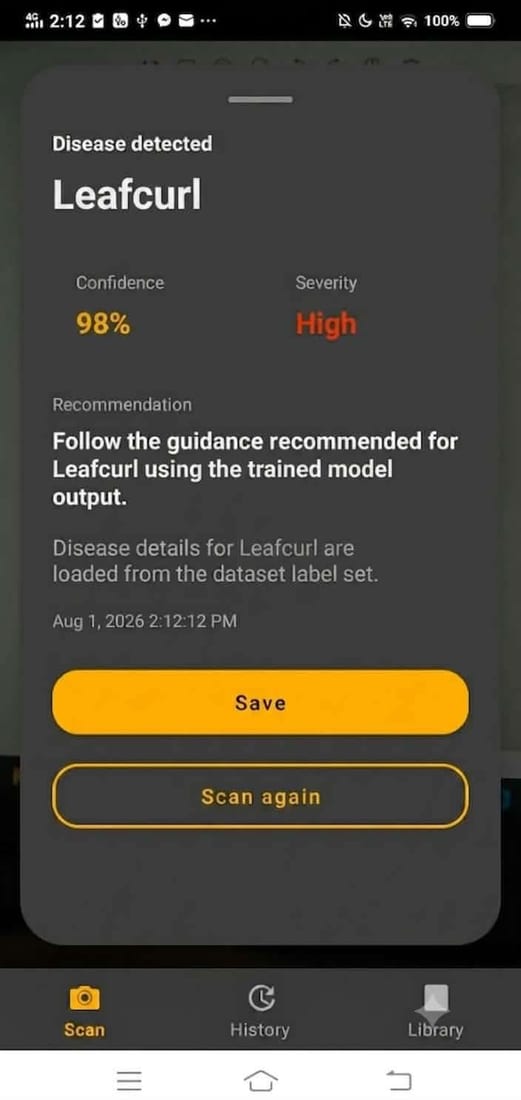 4G 2:12 100%
Disease detected
Leafcurl
Confidence Severity
98% High
Recommendation
Follow the guidance recommended for
Leafcurl using the trained model
output.
Disease details for Leafcurl are
loaded from the dataset label set.
Aug 1, 2026 2:12:12 PM
Save
Scan again
Scan History Library